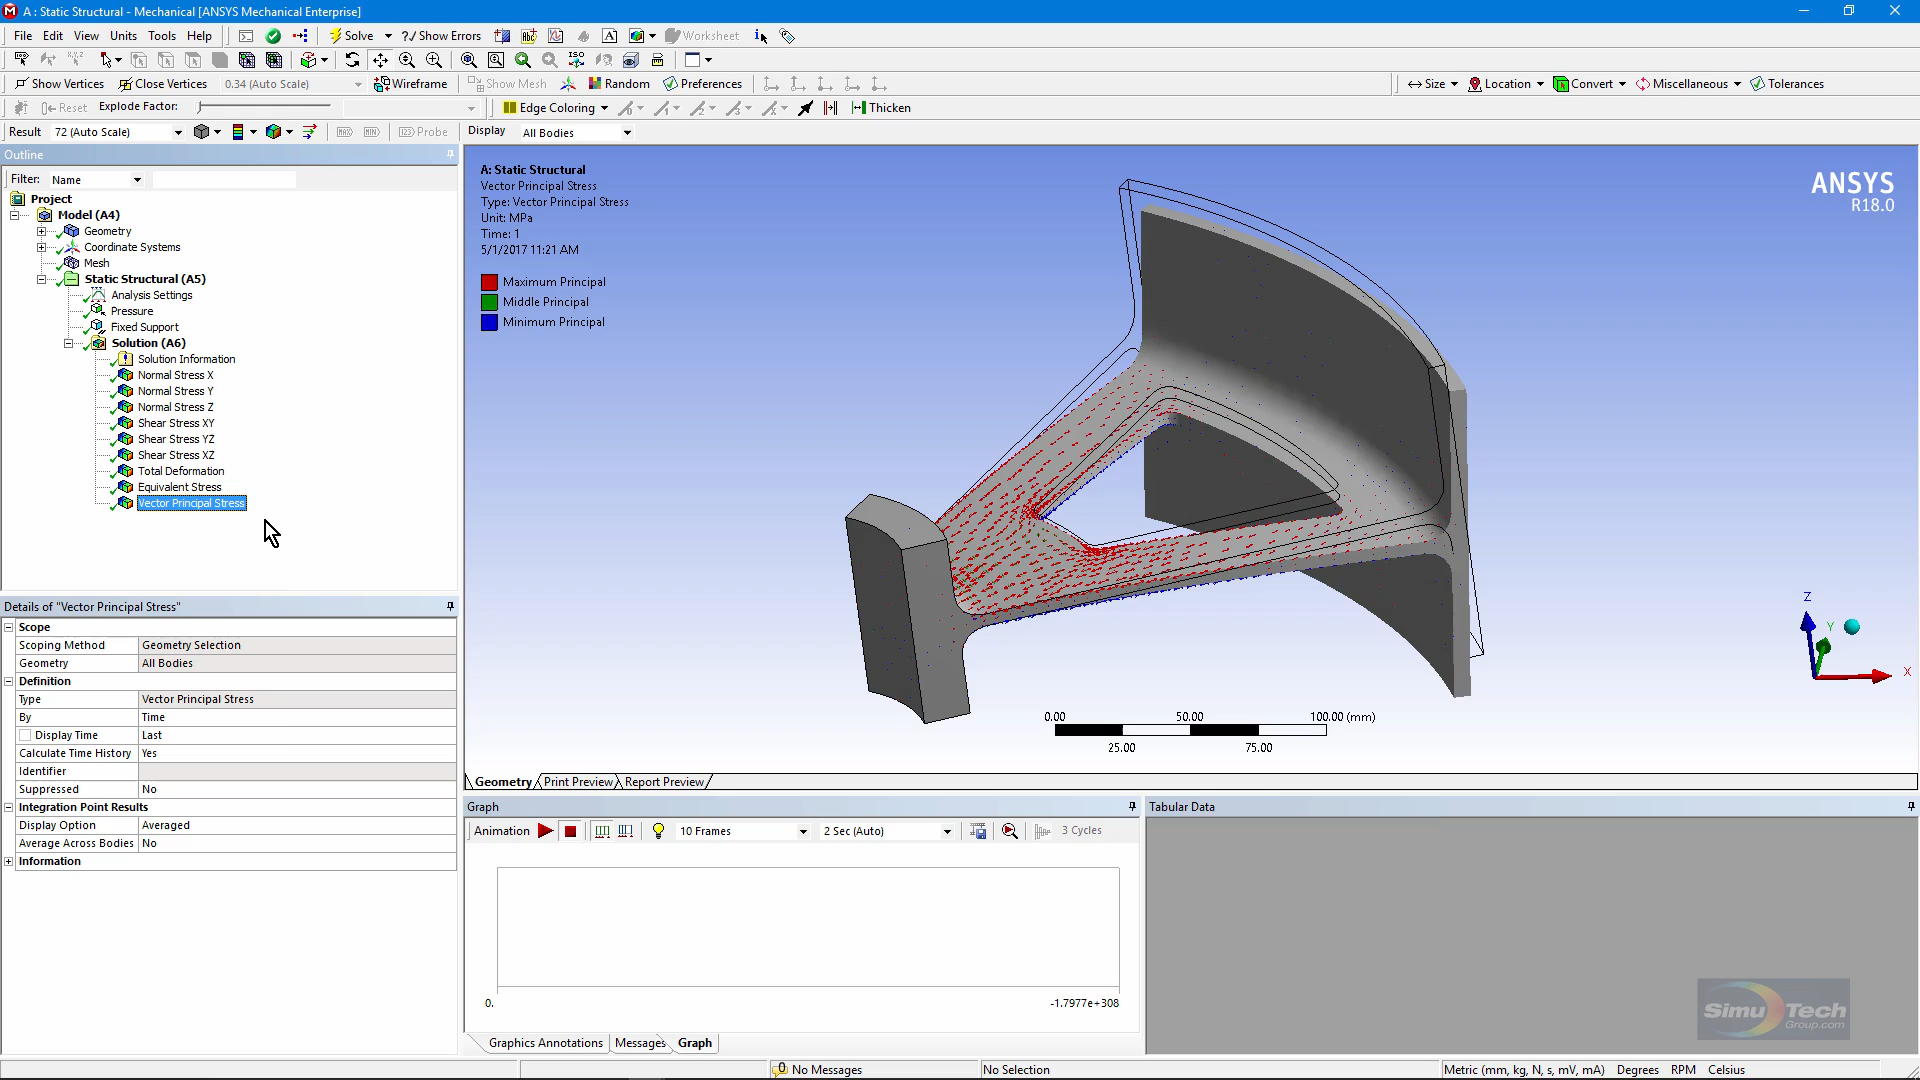 A : Static Structural - Mechanical [ANSYS Mechanical Enterprise]
File Edit View Units Tools Help Solve ?/ Show Errors Worksheet
Show Vertices Close Vertices 0.34 (Auto Scale) Wireframe Show Mesh Random Preferences Size Location Convert Miscellaneous Tolerances
Reset Explode Factor: Edge Coloring Thicken
Result 72 (Auto Scale) MAX MIN Probe Display All Bodies
Outline
Filter: Name
Project
Model (A4)
Geometry
Coordinate Systems
Mesh
Static Structural (A5)
Analysis Settings
Pressure
Fixed Support
Solution (A6)
Solution Information
Normal Stress X
Normal Stress Y
Normal Stress Z
Shear Stress XY
Shear Stress YZ
Shear Stress XZ
Total Deformation
Equivalent Stress
Vector Principal Stress
Details of "Vector Principal Stress"
Scope
Scoping Method Geometry Selection
Geometry All Bodies
Definition
Type Vector Principal Stress
By Time
Display Time Last
Calculate Time History Yes
Identifier
Suppressed No
Integration Point Results
Display Option Averaged
Average Across Bodies No
Information
A: Static Structural
Vector Principal Stress
Type: Vector Principal Stress
Unit: MPa
Time: 1
5/1/2017 11:21 AM
Maximum Principal
Middle Principal
Minimum Principal
ANSYS
R18.0
Z
Y
X
0.00 50.00 100.00 (mm)
25.00 75.00
Geometry Print Preview Report Preview
Graph
Animation 10 Frames 2 Sec (Auto) 3 Cycles
0. -1.7977e+308
Graphics Annotations Messages Graph
Tabular Data
SimuTech
Group.com
No Messages No Selection Metric (mm, kg, N, s, mV, mA) Degrees RPM Celsius